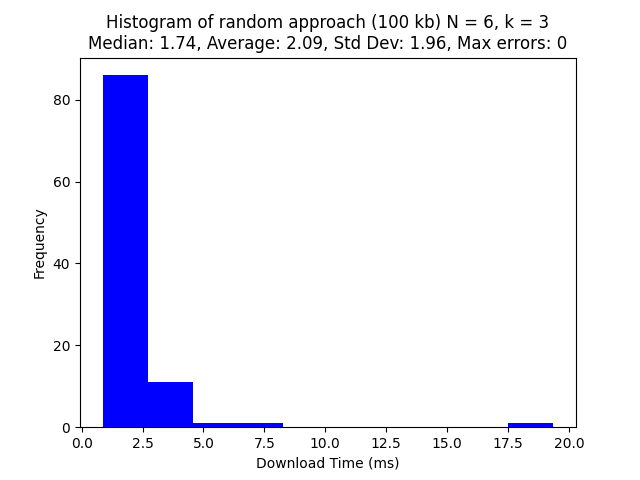 Histogram of random approach (100 kb) N = 6, k = 3
Median: 1.74, Average: 2.09, Std Dev: 1.96, Max errors: 0
80
60
40
20
0
Frequency
0.0 2.5 5.0 7.5 10.0 12.5 15.0 17.5 20.0
Download Time (ms)